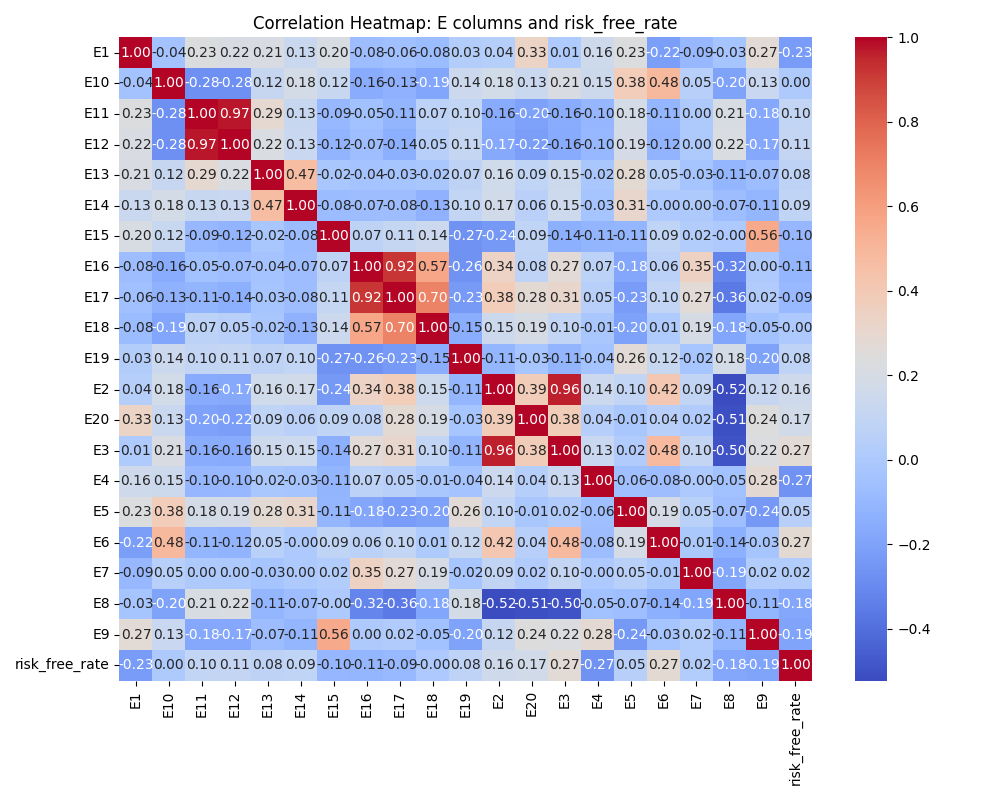 Correlation Heatmap: E columns and risk_free_rate
E1 1.00 -0.04 0.23 0.22 0.21 0.13 0.20 -0.08 -0.06 -0.08 0.03 0.04 0.33 0.01 0.16 0.23 -0.22 -0.09 -0.03 0.27 -0.23
E10 -0.04 1.00 -0.28 -0.28 0.12 0.18 0.12 -0.16 -0.13 -0.19 0.14 0.18 0.13 0.21 0.15 0.38 0.48 0.05 -0.20 0.13 0.00
E11 0.23 -0.28 1.00 0.97 0.29 0.13 -0.09 -0.05 -0.11 0.07 0.10 -0.16 -0.20 -0.16 -0.10 0.18 -0.11 0.00 0.21 -0.18 0.10
E12 0.22 -0.28 0.97 1.00 0.22 0.13 -0.12 -0.07 -0.14 0.05 0.11 -0.17 -0.22 -0.16 -0.10 0.19 -0.12 0.00 0.22 -0.17 0.11
E13 0.21 0.12 0.29 0.22 1.00 0.47 -0.02 -0.04 -0.03 -0.02 0.07 0.16 0.09 0.15 -0.02 0.28 0.05 -0.03 -0.11 -0.07 0.08
E14 0.13 0.18 0.13 0.13 0.47 1.00 -0.08 -0.07 -0.08 -0.13 0.10 0.17 0.06 0.15 -0.03 0.31 -0.00 0.00 -0.07 -0.11 0.09
E15 0.20 0.12 -0.09 -0.12 -0.02 -0.08 1.00 0.07 0.11 0.14 -0.27 -0.24 0.09 -0.14 -0.11 -0.11 0.09 0.02 -0.00 0.56 -0.10
E16 -0.08 -0.16 -0.05 -0.07 -0.04 -0.07 0.07 1.00 0.92 0.57 -0.26 0.34 0.08 0.27 0.07 -0.18 0.06 0.35 -0.32 0.00 -0.11
E17 -0.06 -0.13 -0.11 -0.14 -0.03 -0.08 0.11 0.92 1.00 0.70 -0.23 0.38 0.28 0.31 0.05 -0.23 0.10 0.27 -0.36 0.02 -0.09
E18 -0.08 -0.19 0.07 0.05 -0.02 -0.13 0.14 0.57 0.70 1.00 -0.15 0.15 0.19 0.10 -0.01 -0.20 0.01 0.19 -0.18 -0.05 -0.00
E19 0.03 0.14 0.10 0.11 0.07 0.10 -0.27 -0.26 -0.23 -0.15 1.00 -0.11 -0.03 -0.11 -0.04 0.26 0.12 -0.02 0.18 -0.20 0.08
E2 0.04 0.18 -0.16 -0.17 0.16 0.17 -0.24 0.34 0.38 0.15 -0.11 1.00 0.39 0.96 0.14 0.10 0.42 0.09 -0.52 0.12 0.16
E20 0.33 0.13 -0.20 -0.22 0.09 0.06 0.09 0.08 0.28 0.19 -0.03 0.39 1.00 0.38 0.04 -0.01 0.04 0.02 -0.51 0.24 0.17
E3 0.01 0.21 -0.16 -0.16 0.15 0.15 -0.14 0.27 0.31 0.10 -0.11 0.96 0.38 1.00 0.13 0.02 0.48 0.10 -0.50 0.22 0.27
E4 0.16 0.15 -0.10 -0.10 -0.02 -0.03 -0.11 0.07 0.05 -0.01 -0.04 0.14 0.04 0.13 1.00 -0.06 -0.08 -0.00 -0.05 0.28 -0.27
E5 0.23 0.38 0.18 0.19 0.28 0.31 -0.11 -0.18 -0.23 -0.20 0.26 0.10 -0.01 0.02 -0.06 1.00 0.19 0.05 -0.07 -0.24 0.05
E6 -0.22 0.48 -0.11 -0.12 0.05 -0.00 0.09 0.06 0.10 0.01 0.12 0.42 0.04 0.48 -0.08 0.19 1.00 -0.01 -0.14 -0.03 0.27
E7 -0.09 0.05 0.00 0.00 -0.03 0.00 0.02 0.35 0.27 0.19 -0.02 0.09 0.02 0.10 -0.00 0.05 -0.01 1.00 -0.19 0.02 0.02
E8 -0.03 -0.20 0.21 0.22 -0.11 -0.07 -0.00 -0.32 -0.36 -0.18 0.18 -0.52 -0.51 -0.50 -0.05 -0.07 -0.14 -0.19 1.00 -0.11 -0.18
E9 0.27 0.13 -0.18 -0.17 -0.07 -0.11 0.56 0.00 0.02 -0.05 -0.20 0.12 0.24 0.22 0.28 -0.24 -0.03 0.02 -0.11 1.00 -0.19
risk_free_rate -0.23 0.00 0.10 0.11 0.08 0.09 -0.10 -0.11 -0.09 -0.00 0.08 0.16 0.17 0.27 -0.27 0.05 0.27 0.02 -0.18 -0.19 1.00
E1 E10 E11 E12 E13 E14 E15 E16 E17 E18 E19 E2 E20 E3 E4 E5 E6 E7 E8 E9 risk_free_rate
1.0
0.8
0.6
0.4
0.2
0.0
−0.2
−0.4